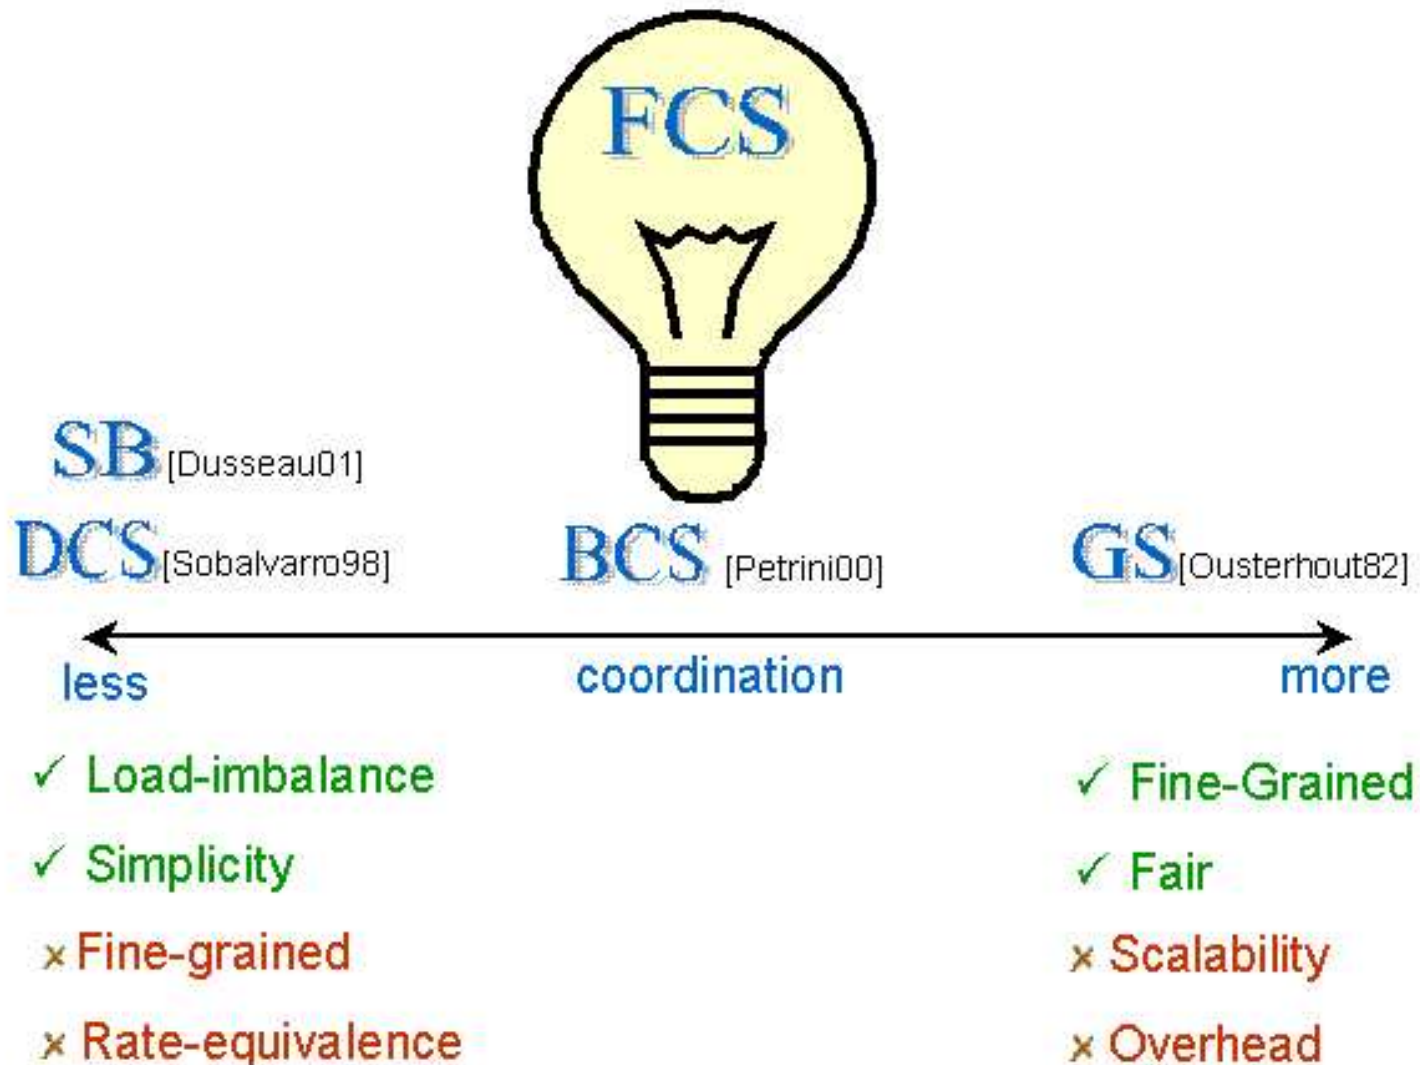 FCS
SB [Dusseau01]
DCS [Sobalvarro98]
BCS [Petrini00]
GS [Ousterhout82]
less
coordination
more
✓ Load-imbalance
✓ Simplicity
× Fine-grained
× Rate-equivalence
✓ Fine-Grained
✓ Fair
× Scalability
× Overhead